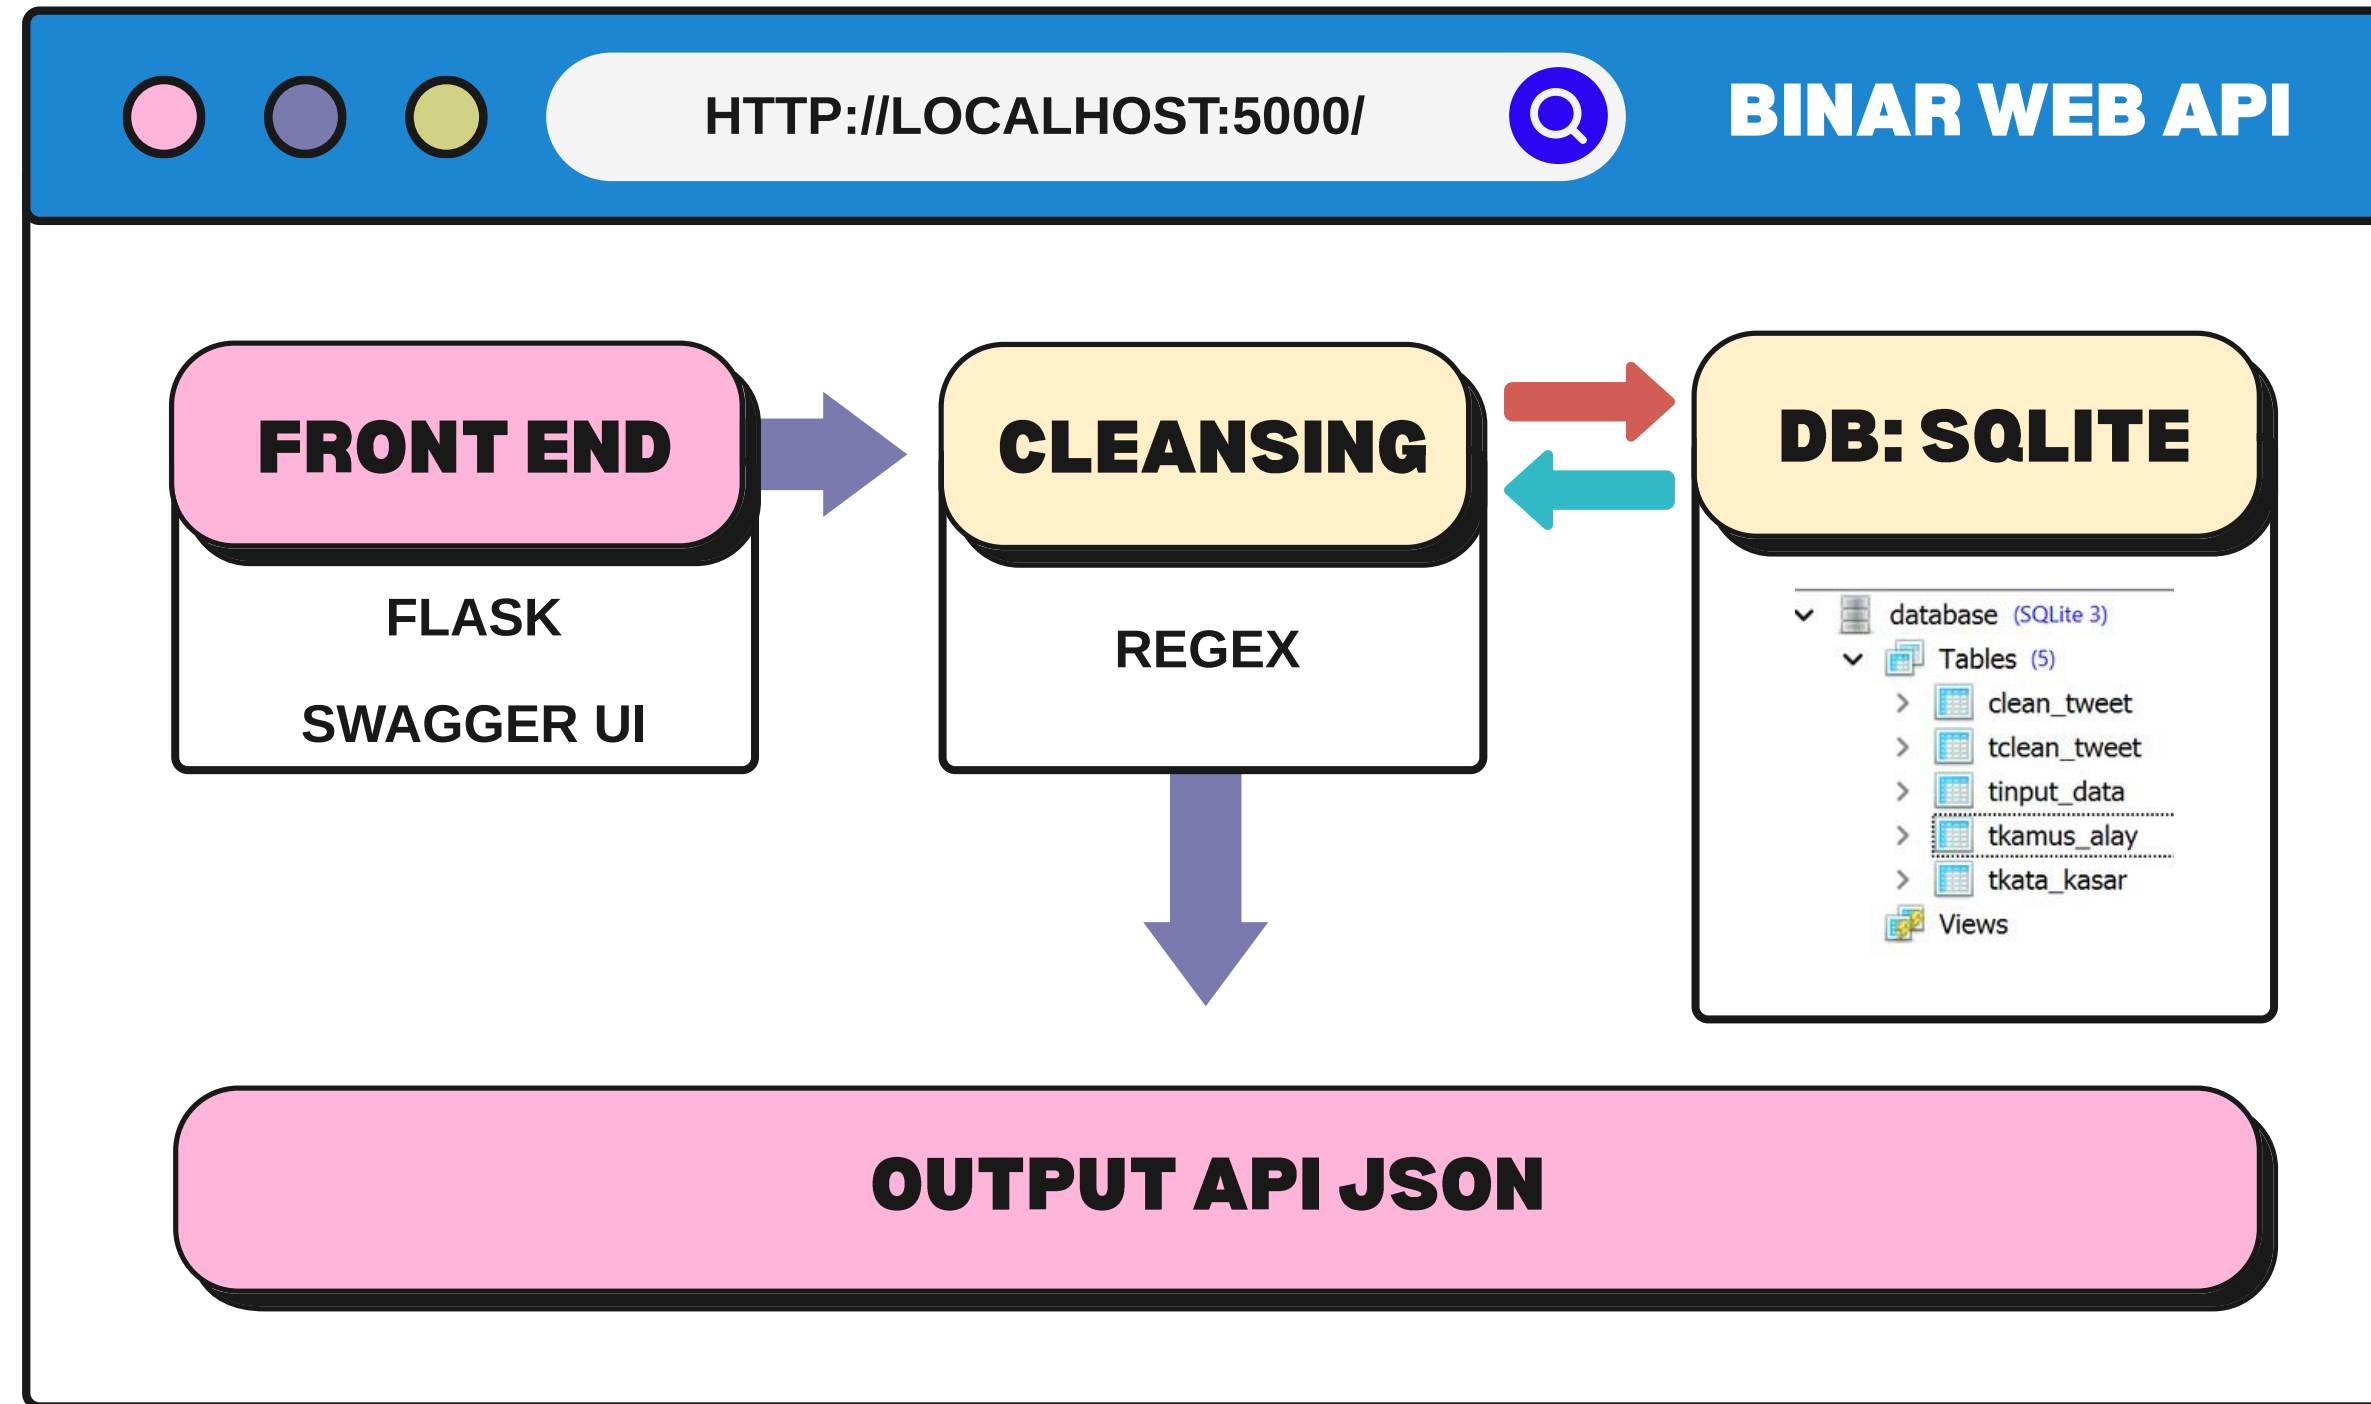 HTTP://LOCALHOST:5000/
BINAR WEB API
FRONT END
FLASK
SWAGGER UI
CLEANSING
REGEX
DB: SQLITE
database (SQLite 3)
Tables (5)
clean_tweet
tclean_tweet
tinput_data
tkamus_alay
tkata_kasar
Views
OUTPUT API JSON